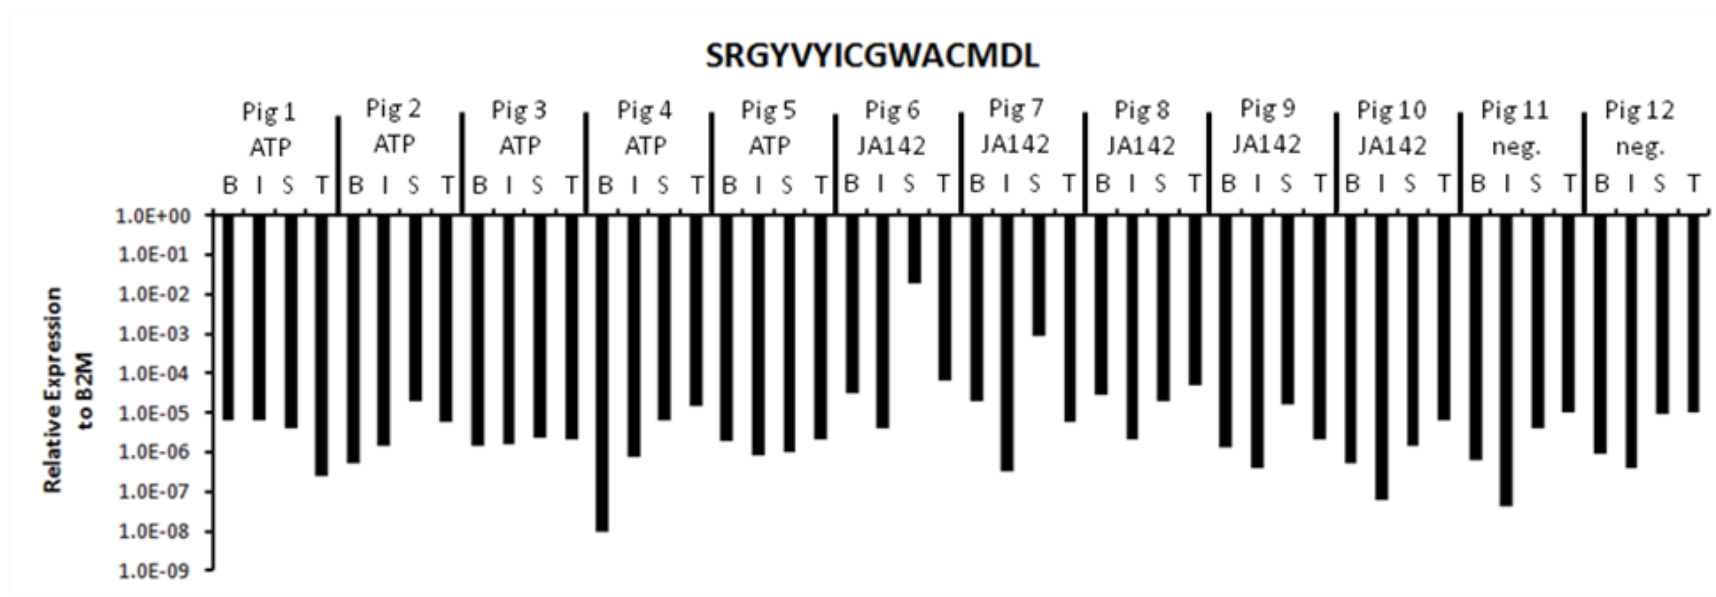 SRGYVYICGWACMDL
Pig 1 Pig 2 Pig 3 Pig 4 Pig 5 Pig 6 Pig 7 Pig 8 Pig 9 Pig 10 Pig 11 Pig 12
ATP ATP ATP ATP ATP JA142 JA142 JA142 JA142 JA142 neg. neg.
B I S T B I S T B I S T B I S T B I S T B I S T B I S T B I S T B I S T B I S T B I S T B I S T
1.0E+00
1.0E-01
1.0E-02
1.0E-03
1.0E-04
1.0E-05
1.0E-06
1.0E-07
1.0E-08
1.0E-09
Relative Expression
to B2M